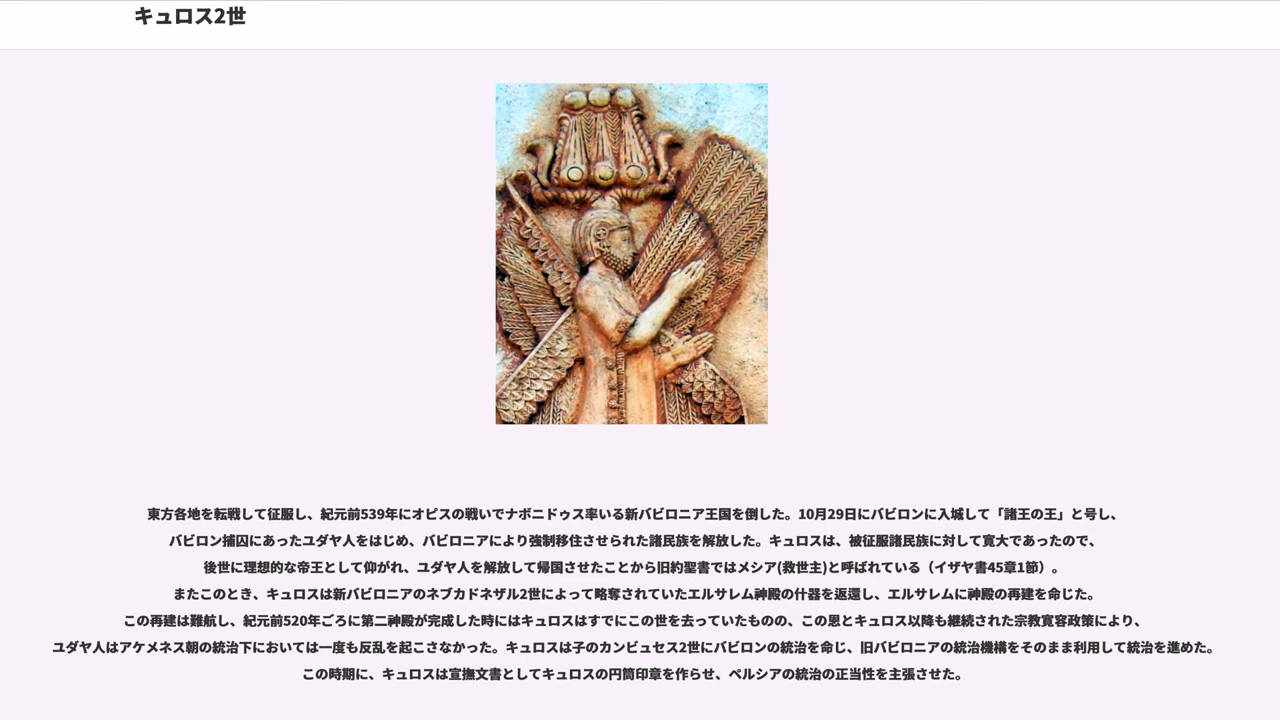 キュロス2世
東方各地を転戦して征服し、紀元前539年にオピスの戦いでナボニドゥス率いる新バビロニア王国を倒した。10月29日にバビロンに入城して「諸王の王」と号し、
バビロン捕囚にあったユダヤ人をはじめ、バビロニアにより強制移住させられた諸民族を解放した。キュロスは、被征服諸民族に対して寛大であったので、
後世に理想的な帝王として仰がれ、ユダヤ人を解放して帰国させたことから旧約聖書ではメシア(救世主)と呼ばれている（イザヤ書45章1節）。
またこのとき、キュロスは新バビロニアのネブカドネザル2世によって略奪されていたエルサレム神殿の什器を返還し、エルサレムに神殿の再建を命じた。
この再建は難航し、紀元前520年ごろに第二神殿が完成した時にはキュロスはすでにこの世を去っていたものの、この恩とキュロス以降も継続された宗教寛容政策により、
ユダヤ人はアケメネス朝の統治下においては一度も反乱を起こさなかった。キュロスは子のカンビュセス2世にバビロンの統治を命じ、旧バビロニアの統治機構をそのまま利用して統治を進めた。
この時期に、キュロスは宣撫文書としてキュロスの円筒印章を作らせ、ペルシアの統治の正当性を主張させた。